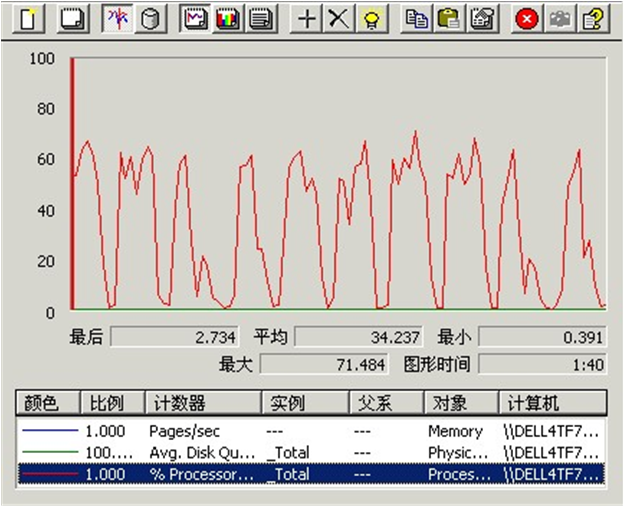 100
80
60
40
20
0
最后 2.734 平均 34.237 最小 0.391
最大 71.484 图形时间 1:40
颜色 比例 计数器 实例 父系 对象 计算机
1.000 Pages/sec --- --- Memory \\DELL4TF7...
100.... Avg. Disk Qu... _Total --- Physic... \\DELL4TF7...
1.000 % Processor... _Total --- Proces... \\DELL4TF7...